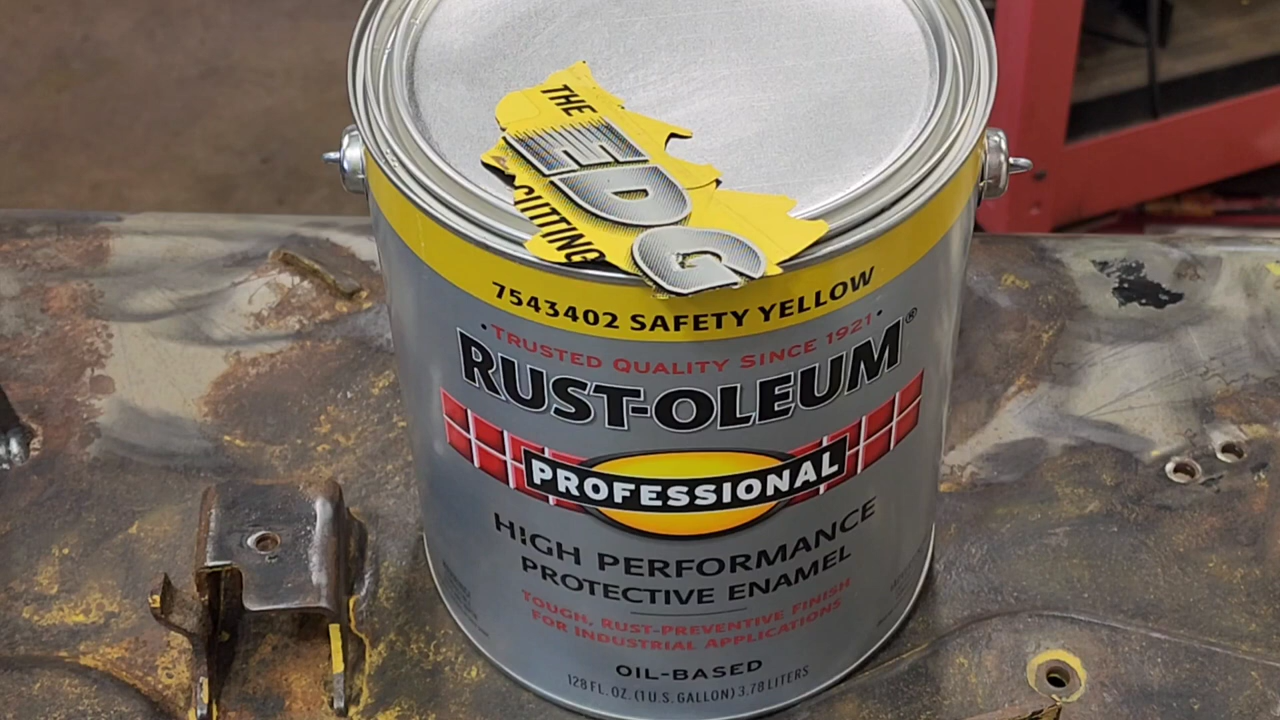 THE
EDG
CUTTING
7543402 SAFETY YELLOW
• TRUSTED QUALITY SINCE 1921 •
RUST-OLEUM®
PROFESSIONAL
HIGH PERFORMANCE
PROTECTIVE ENAMEL
TOUGH, RUST-PREVENTIVE FINISH
FOR INDUSTRIAL APPLICATIONS
OIL-BASED
128 FL. OZ. (1 U.S. GALLON) 3.78 LITERS